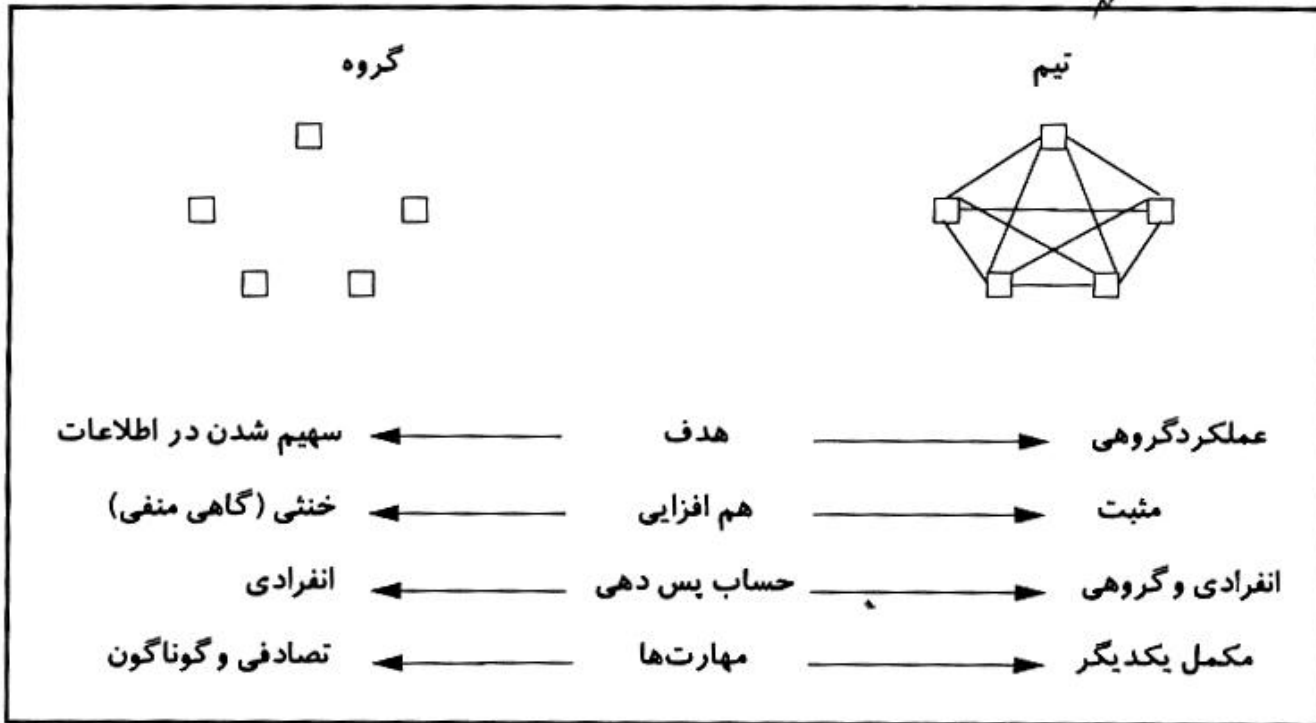 تیم گروه
عملکردگروهی هدف سهیم شدن در اطلاعات
مثبت هم افزایی خنثی (گاهی منفی)
انفرادی و گروهی حساب پس دهی انفرادی
مکمل یکدیگر مهارت‌ها تصادفی و گوناگون